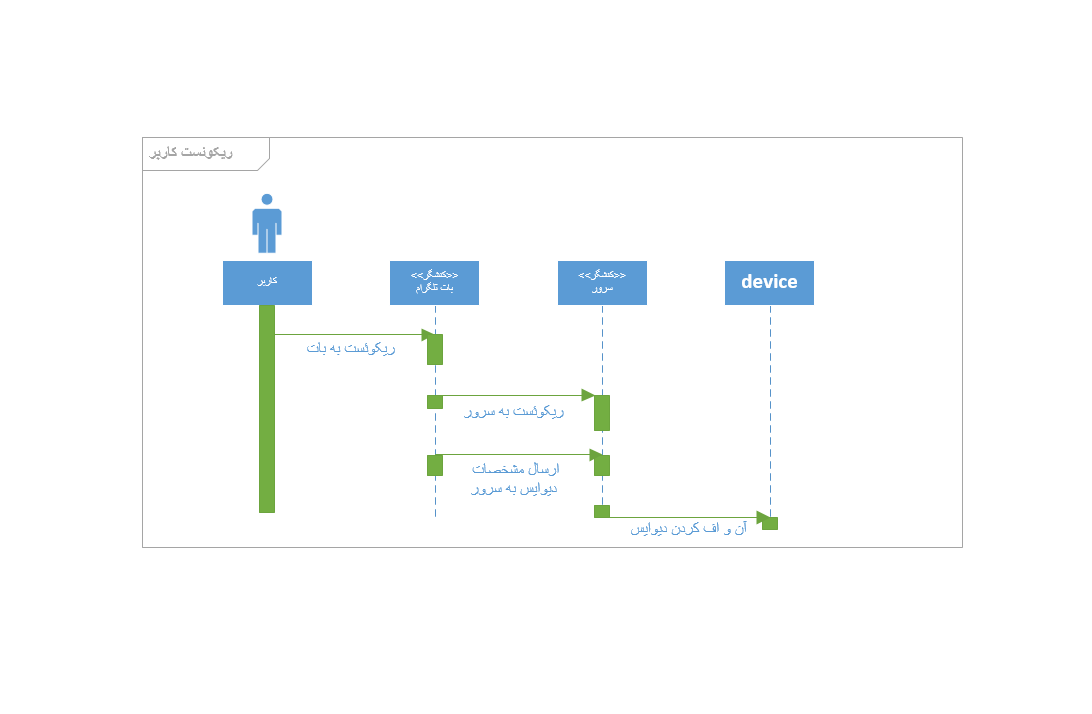 ریکوئست کاربر
کاربر
<<کنشگر>>
بات تلگرام
<<کنشگر>>
سرور
device
ریکوئست به بات
ریکوئست به سرور
ارسال مشخصات
دیوایس به سرور
آن و اف کردن دیوایس